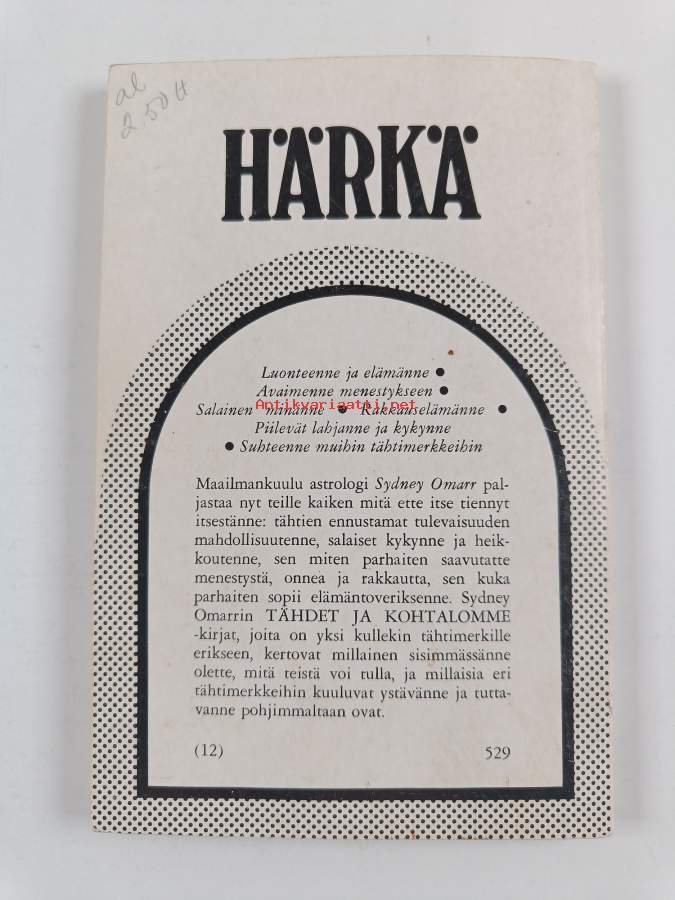 al
2.50
HÄRKÄ
Luonteenne ja elämänne ●
Avaimenne menestykseen ●
Antikvariaatti.net
Salainen minänne ● Rakkauselämänne ●
Piilevät lahjanne ja kykynne
● Suhteenne muihin tähtimerkkeihin
Maailmankuulu astrologi Sydney Omarr pal-
jastaa nyt teille kaiken mitä ette itse tiennyt
itsestänne: tähtien ennustamat tulevaisuuden
mahdollisuutenne, salaiset kykynne ja heik-
koutenne, sen miten parhaiten saavutatte
menestystä, onnea ja rakkautta, sen kuka
parhaiten sopii elämäntoveriksenne. Sydney
Omarrin TÄHDET JA KOHTALOMME
-kirjat, joita on yksi kullekin tähtimerkille
erikseen, kertovat millainen sisimmässänne
olette, mitä teistä voi tulla, ja millaisia eri
tähtimerkkeihin kuuluvat ystävänne ja tutta-
vanne pohjimmaltaan ovat.
(12) 529